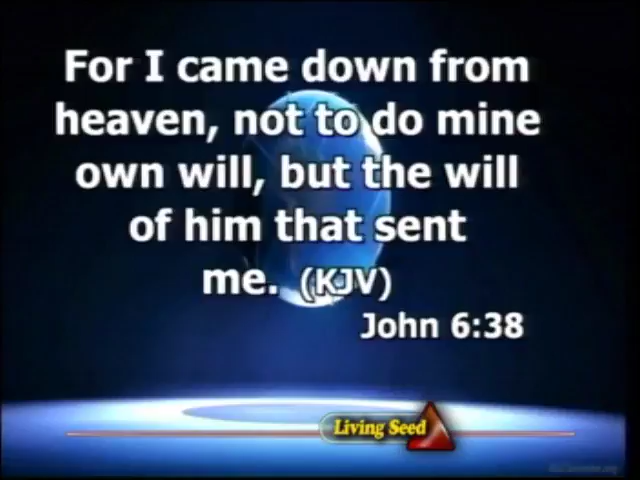 For I came down from
heaven, not to do mine
own will, but the will
of him that sent
me. (KJV)
John 6:38
Living Seed